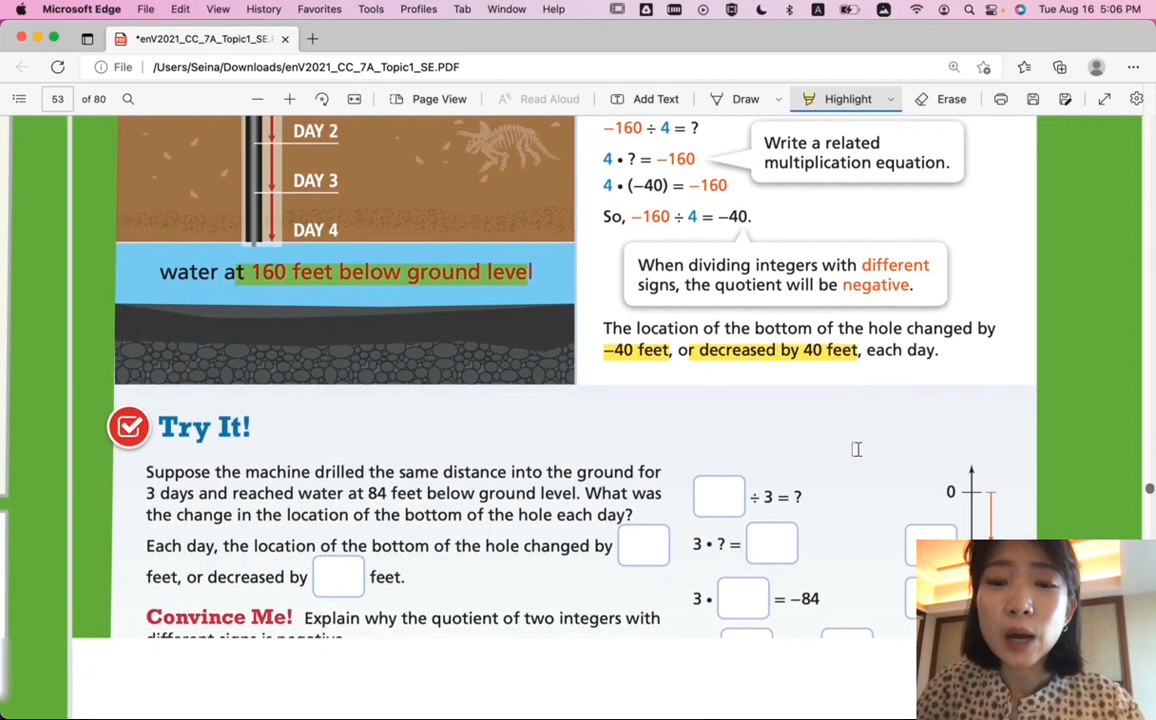 Microsoft Edge File Edit View History Favorites Tools Profiles Tab Window Help A Tue Aug 16 5:06 PM
*enV2021_CC_7A_Topic1_SE.
File /Users/Seina/Downloads/enV2021_CC_7A_Topic1_SE.PDF
53 of 80 Page View Read Aloud Add Text Draw Highlight Erase
DAY 2
DAY 3
DAY 4
water at 160 feet below ground level
−160 ÷ 4 = ?
4 • ? = −160
4 • (−40) = −160
So, −160 ÷ 4 = −40.
Write a related
multiplication equation.
When dividing integers with different
signs, the quotient will be negative.
The location of the bottom of the hole changed by
−40 feet, or decreased by 40 feet, each day.
Try It!
Suppose the machine drilled the same distance into the ground for
3 days and reached water at 84 feet below ground level. What was
the change in the location of the bottom of the hole each day?
Each day, the location of the bottom of the hole changed by
feet, or decreased by feet.
÷ 3 = ?
3 • ? =
3 • = −84
0
Convince Me! Explain why the quotient of two integers with